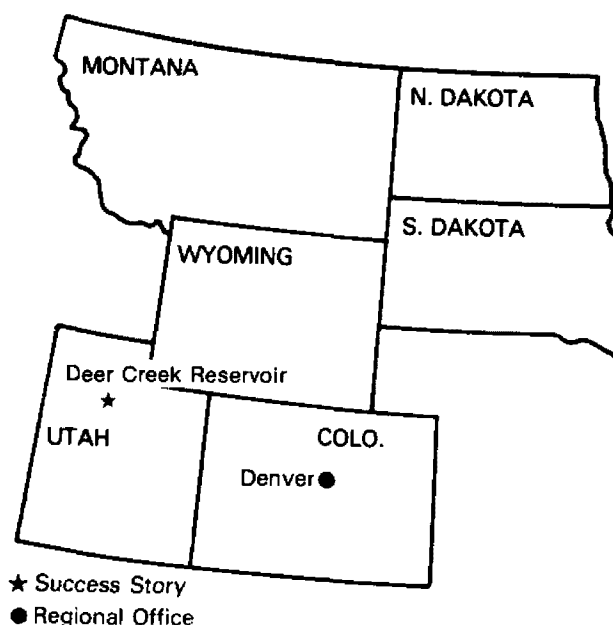 MONTANA
N. DAKOTA
S. DAKOTA
WYOMING
Deer Creek Reservoir
UTAH
COLO.
Denver
★ Success Story
● Regional Office